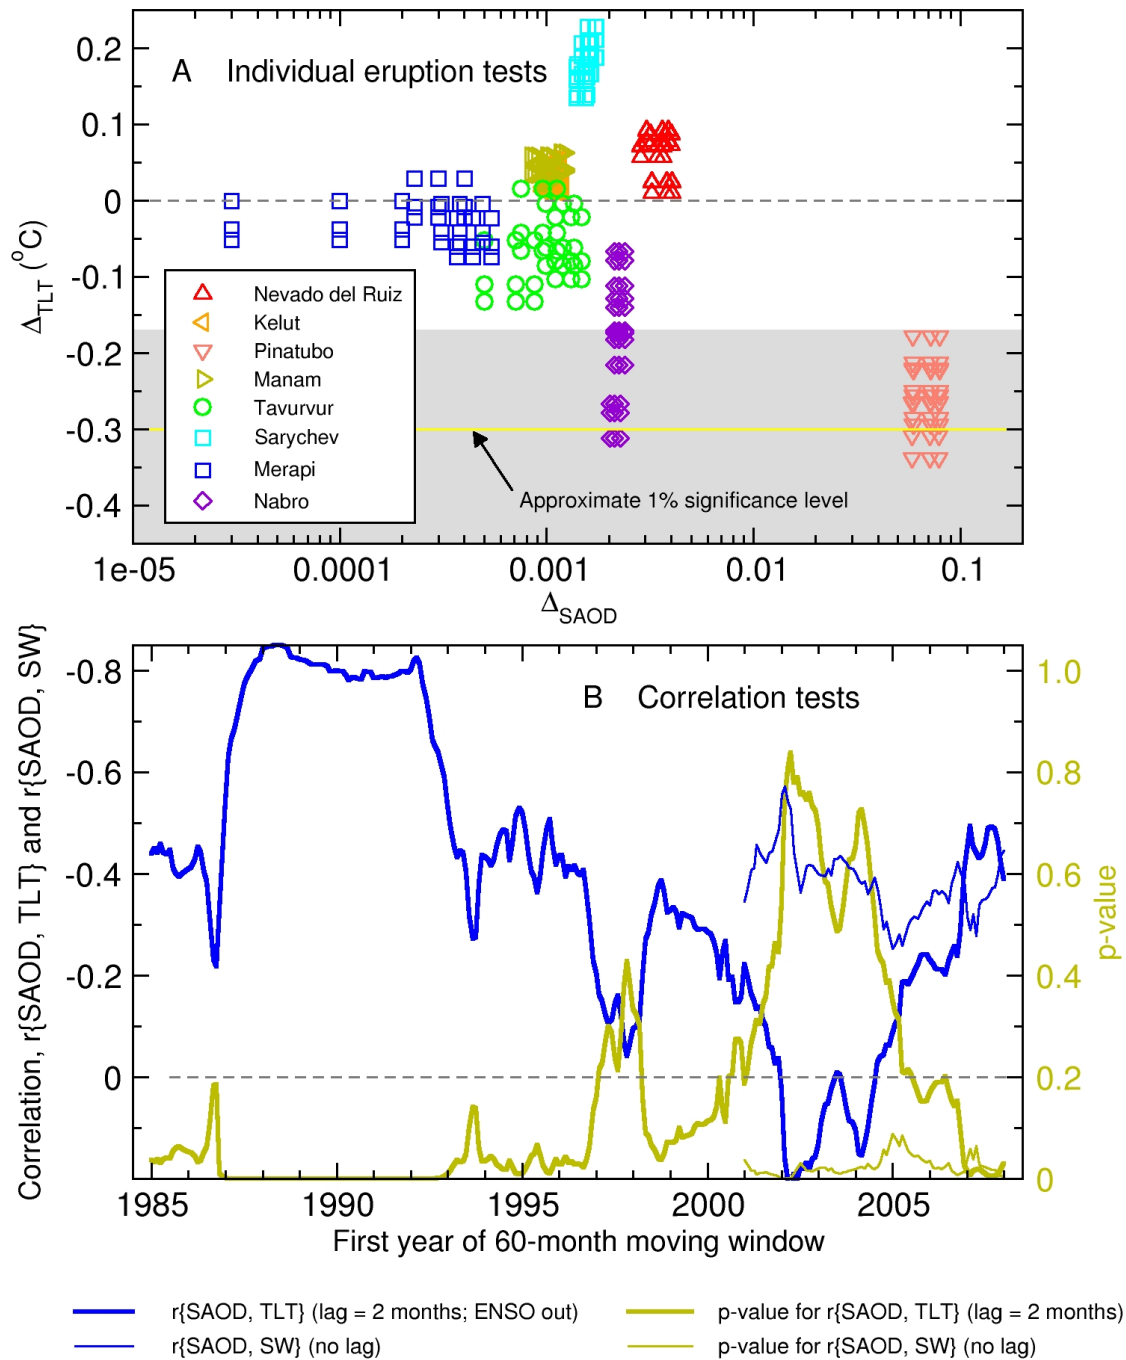 A Individual eruption tests
0.2
0.1
0
-0.1
-0.2
-0.3
-0.4
Δ_TLT (°C)
Nevado del Ruiz
Kelut
Pinatubo
Manam
Tavurvur
Sarychev
Merapi
Nabro
Approximate 1% significance level
1e-05 0.0001 0.001 0.01 0.1
Δ_SAOD
B Correlation tests
Correlation, r{SAOD, TLT} and r{SAOD, SW}
-0.8
-0.6
-0.4
-0.2
0
1.0
0.8
0.6
0.4
0.2
0
p-value
1985 1990 1995 2000 2005
First year of 60-month moving window
r{SAOD, TLT} (lag = 2 months; ENSO out)
r{SAOD, SW} (no lag)
p-value for r{SAOD, TLT} (lag = 2 months)
p-value for r{SAOD, SW) (no lag)